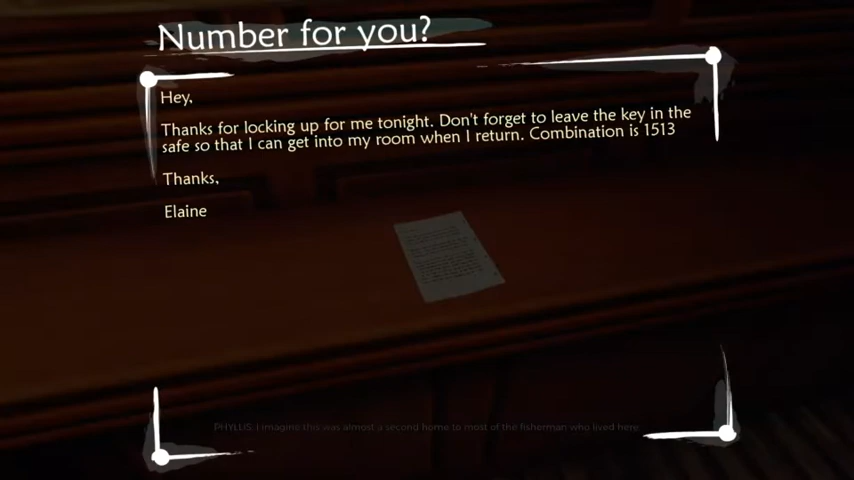 Number for you?
Hey,
Thanks for locking up for me tonight. Don't forget to leave the key in the
safe so that I can get into my room when I return. Combination is 1513
Thanks,
Elaine
PHYLLIS: I imagine this was almost a second home to most of the fisherman who lived here.